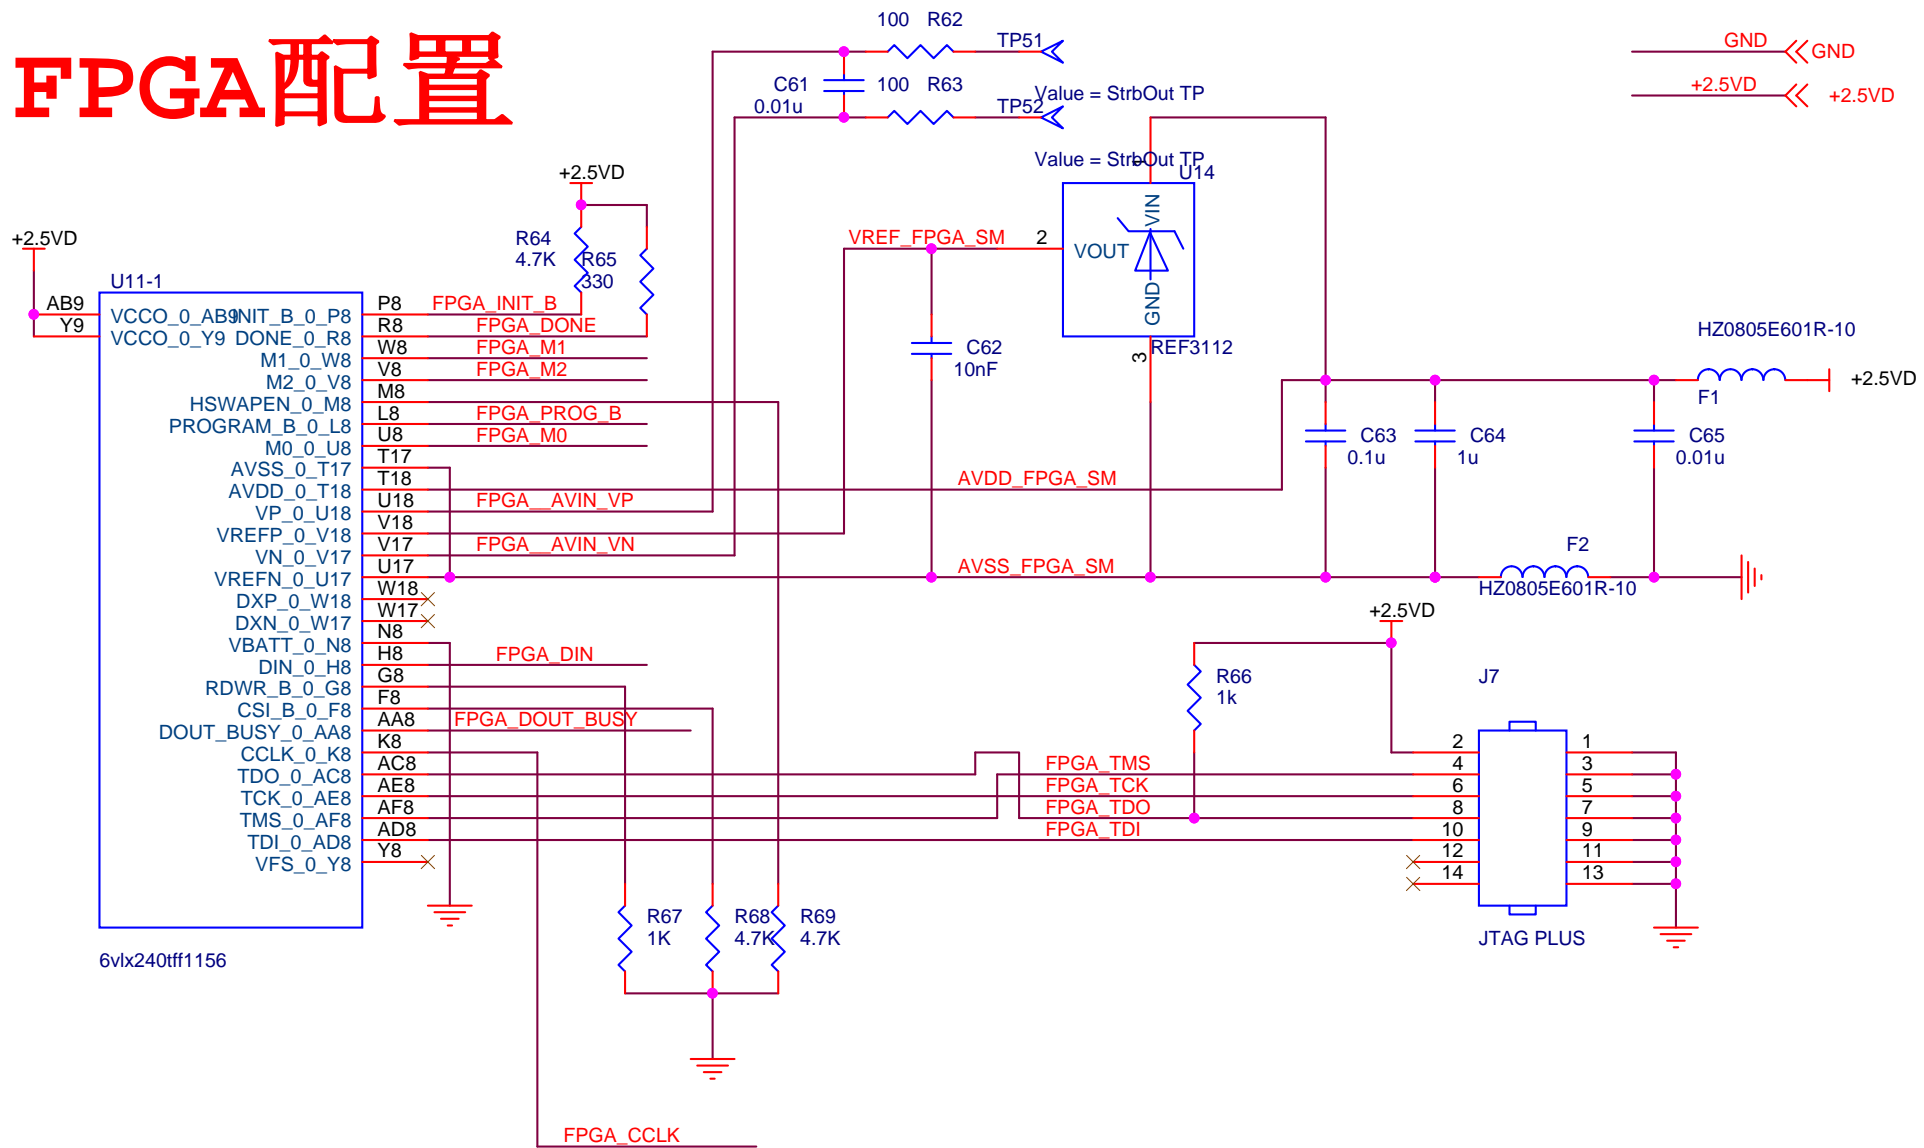 FPGA配置
100 R62
TP51
C61
0.01u
100 R63
Value = StrbOut TP
TP52
Value = StrbOut TP
GND
GND
+2.5VD
+2.5VD
+2.5VD
R64
4.7K
R65
330
+2.5VD
U11-1
AB9
Y9
VCCO_0_AB9
VCCO_0_Y9
INIT_B_0_P8
DONE_0_R8
M1_0_W8
M2_0_V8
HSWAPEN_0_M8
PROGRAM_B_0_L8
M0_0_U8
AVSS_0_T17
AVDD_0_T18
VP_0_U18
VREFP_0_V18
VN_0_V17
VREFN_0_U17
DXP_0_W18
DXN_0_W17
VBATT_0_N8
DIN_0_H8
RDWR_B_0_G8
CSI_B_0_F8
DOUT_BUSY_0_AA8
CCLK_0_K8
TDO_0_AC8
TCK_0_AE8
TMS_0_AF8
TDI_0_AD8
VFS_0_Y8
6vlx240tff1156
P8
R8
W8
V8
M8
L8
U8
T17
T18
U18
V18
V17
U17
W18
W17
N8
H8
G8
F8
AA8
K8
AC8
AE8
AF8
AD8
Y8
FPGA_INIT_B
FPGA_DONE
FPGA_M1
FPGA_M2
FPGA_PROG_B
FPGA_M0
FPGA__AVIN_VP
FPGA__AVIN_VN
FPGA_DIN
FPGA_DOUT_BUSY
FPGA_CCLK
VREF_FPGA_SM
2
1
3
U14
VIN
VOUT
GND
REF3112
C62
10nF
AVDD_FPGA_SM
AVSS_FPGA_SM
C63
0.1u
C64
1u
C65
0.01u
HZ0805E601R-10
F1
+2.5VD
F2
HZ0805E601R-10
+2.5VD
R66
1k
FPGA_TMS
FPGA_TCK
FPGA_TDO
FPGA_TDI
J7
2 1
4 3
6 5
8 7
10 9
12 11
14 13
JTAG PLUS
R67
1K
R68
4.7K
R69
4.7K